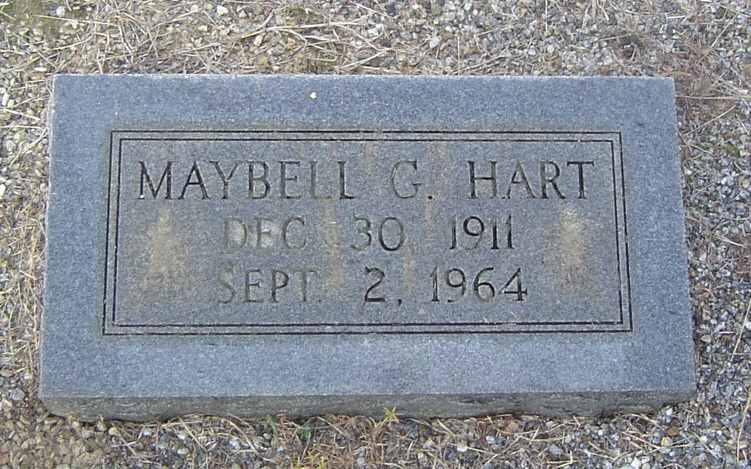 MAYBELL G. HART
DEC 30 1911
SEPT. 2, 1964